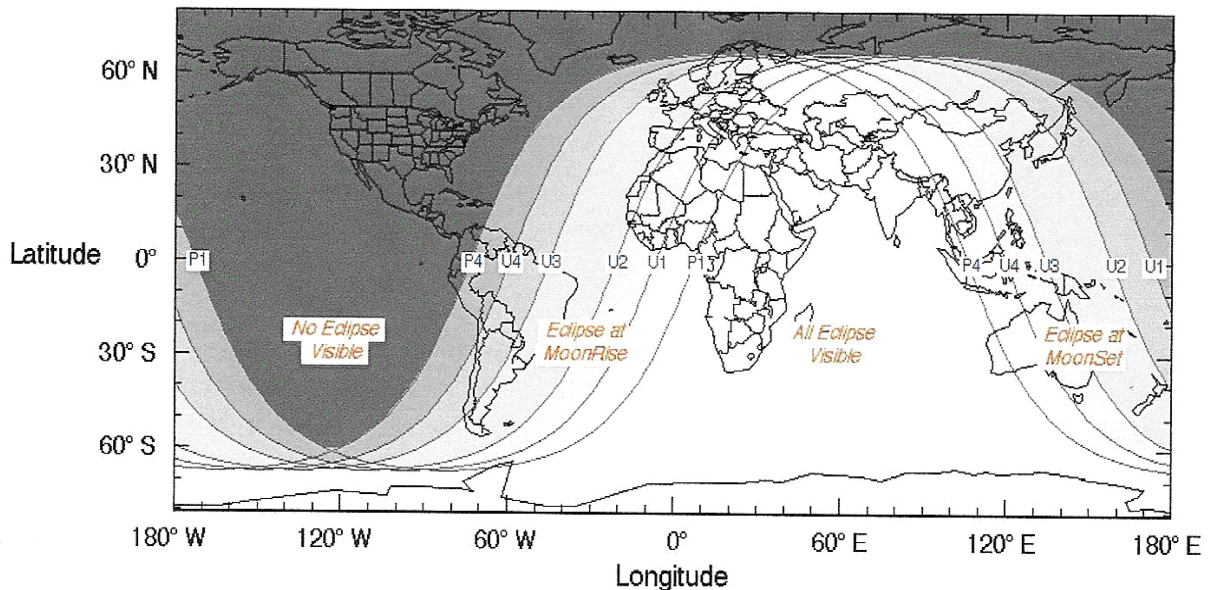 60° N
30° N
Latitude 0°
P1 P4 U4 U3 U2 U1 P1 P4 U4 U3 U2 U1
No Eclipse
Visible
Eclipse at
MoonRise
All Eclipse
Visible
Eclipse at
MoonSet
30° S
60° S
180° W 120° W 60° W 0° 60° E 120° E 180° E
Longitude